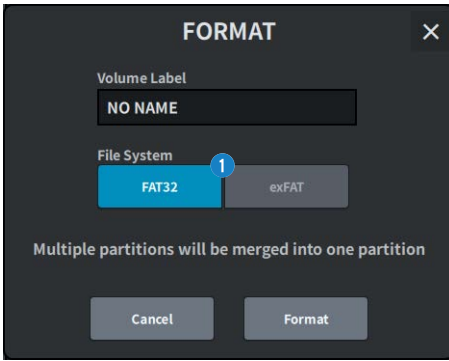 FORMAT ×
Volume Label
NO NAME
File System
1
FAT32 exFAT
Multiple partitions will be merged into one partition
Cancel Format